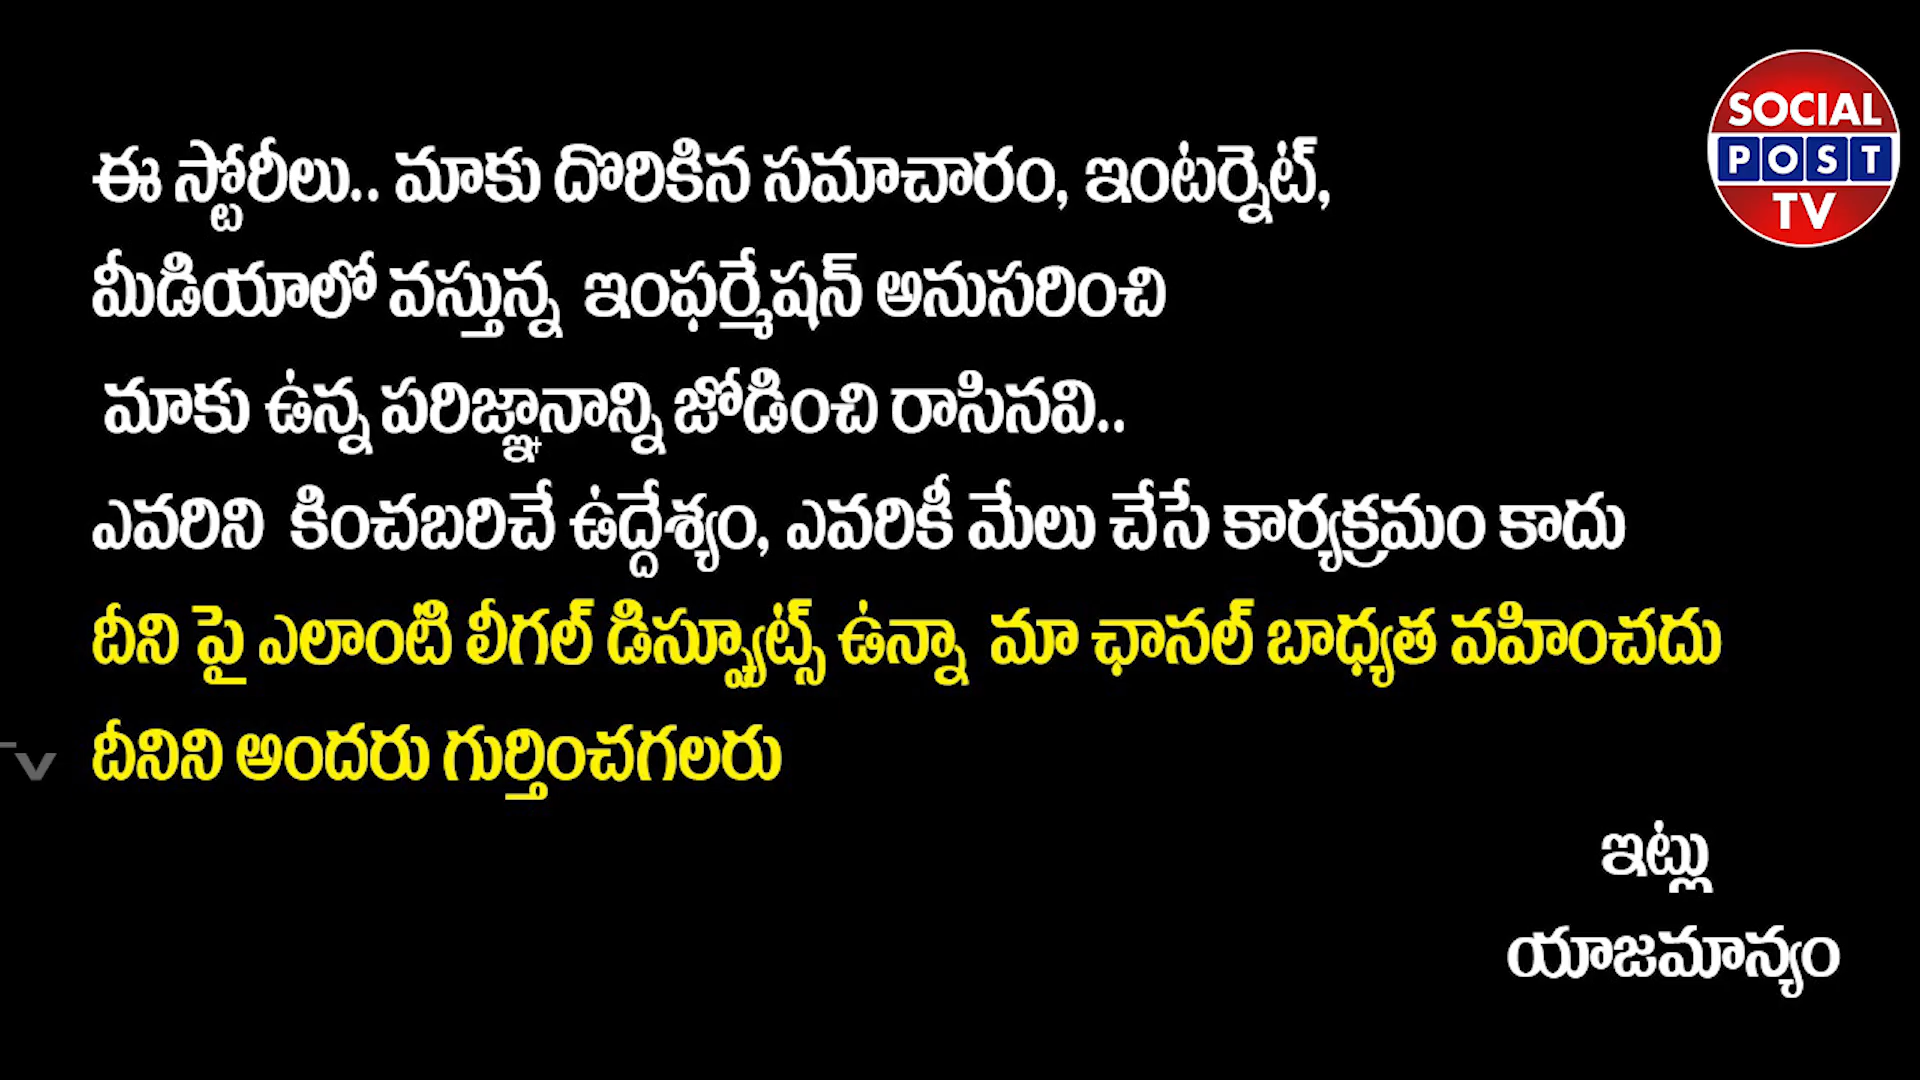 SOCIAL
POST
TV
ఈ స్టోరీలు.. మాకు దొరికిన సమాచారం, ఇంటర్నెట్,
మీడియాలో వస్తున్న ఇంఫర్మేషన్ అనుసరించి
మాకు ఉన్న పరిజ్ఞానాన్ని జోడించి రాసినవి..
ఎవరిని కించబరిచే ఉద్దేశ్యం, ఎవరికీ మేలు చేసే కార్యక్రమం కాదు
దీని పై ఎలాంటి లీగల్ డిస్ప్యూట్స్ ఉన్నా మా ఛానల్ బాధ్యత వహించదు
దీనిని అందరు గుర్తించగలరు
ఇట్లు
యాజమాన్యం